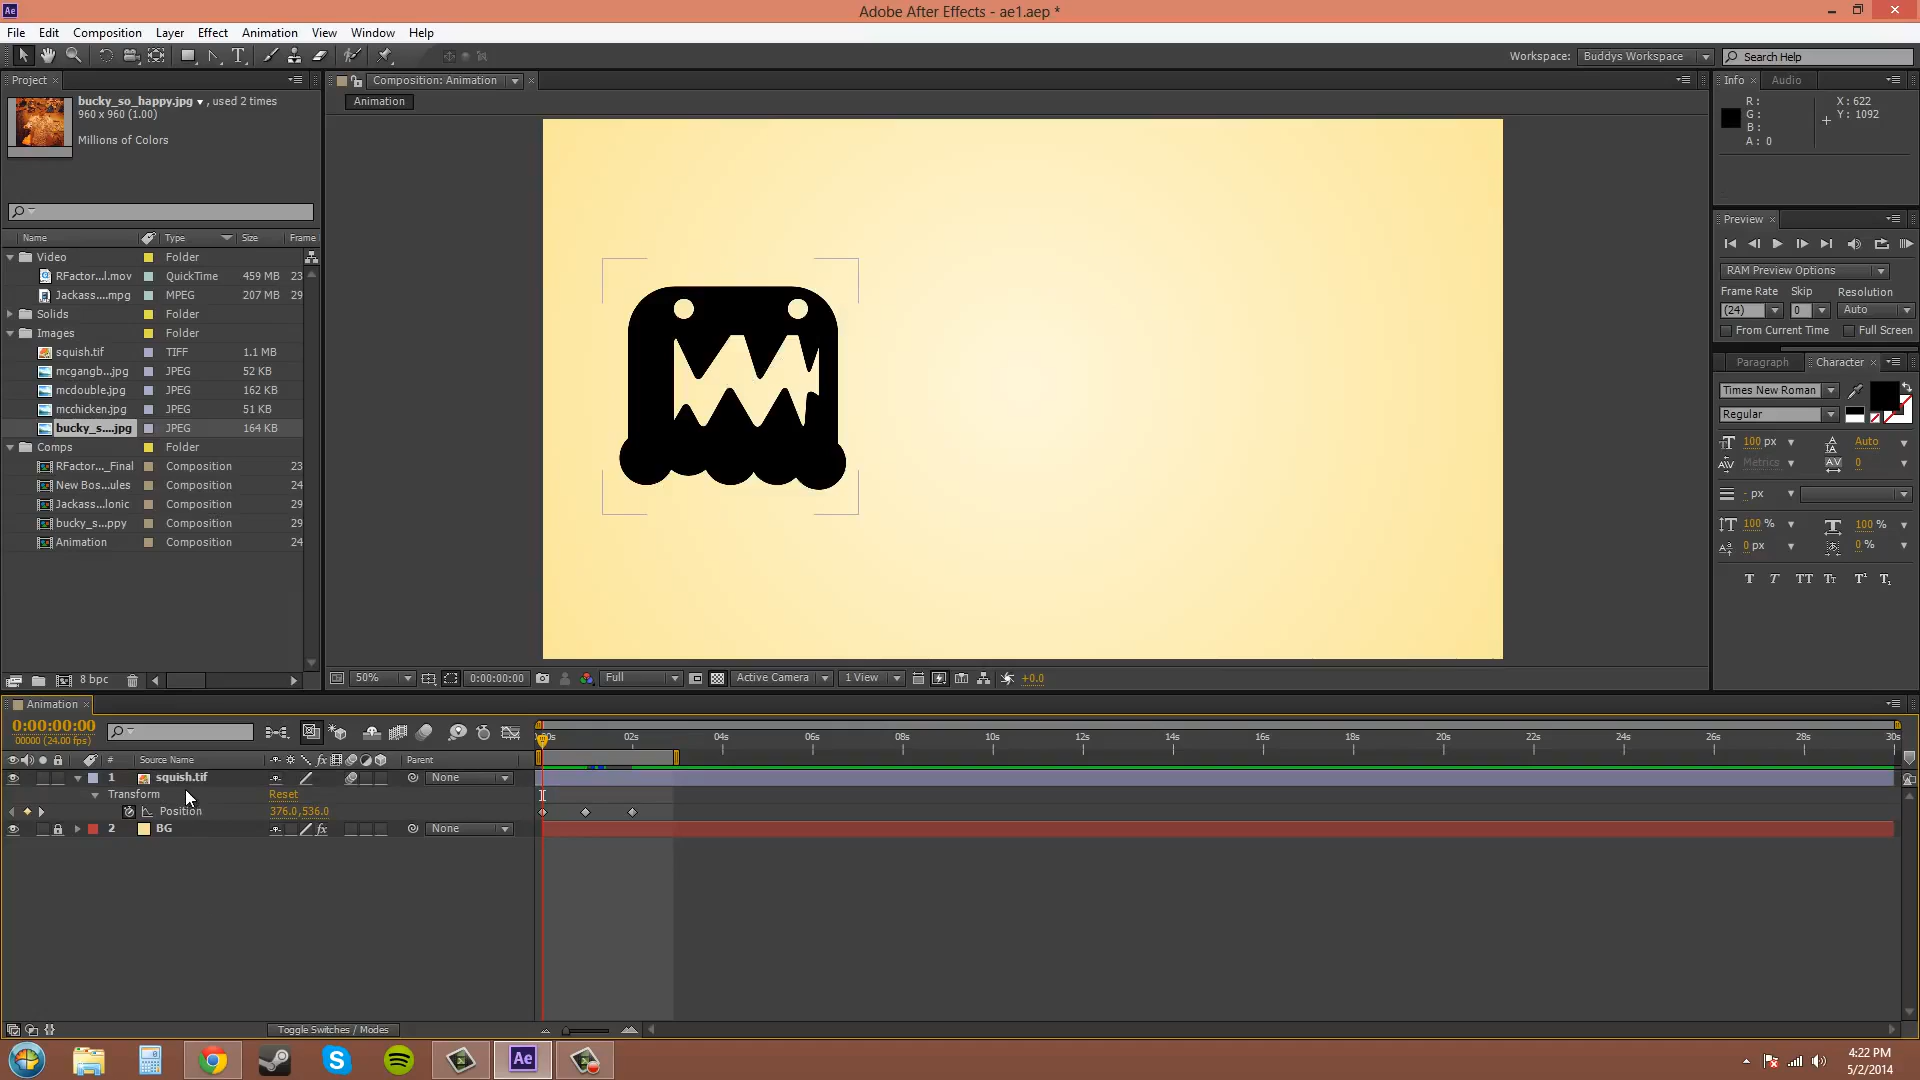 Ae Adobe After Effects - ae1.aep *
File Edit Composition Layer Effect Animation View Window Help
Workspace: Buddys Workspace Search Help
Project
bucky_so_happy.jpg , used 2 times
960 x 960 (1.00)
Millions of Colors
Name Type Size Frame
Video Folder
RFactor...l.mov QuickTime 459 MB 23
Jackass....mpg MPEG 207 MB 29
Solids Folder
Images Folder
squish.tif TIFF 1.1 MB
mcgangb...jpg JPEG 52 KB
mcdouble.jpg JPEG 162 KB
mcchicken.jpg JPEG 51 KB
bucky_s....jpg JPEG 164 KB
Comps Folder
RFactor..._Final Composition 23
New Bos...ules Composition 24
Jackass....lonic Composition 29
bucky_s...ppy Composition 29
Animation Composition 24
8 bpc
Composition: Animation
Animation
50% 0:00:00:00 Full Active Camera 1 View +0.0
Info Audio
R: X: 622
G: Y: 1092
B:
A: 0
Preview
RAM Preview Options
Frame Rate Skip Resolution
(24) 0 Auto
From Current Time Full Screen
Paragraph Character
Times New Roman
Regular
100 px Auto
Metrics 0
- px
100 % 100 %
0 px 0 %
T T TT Tt T¹ T₁
Animation
0:00:00:00
00000 (24.00 fps)
# Source Name Parent
1 squish.tif None
Transform Reset
Position 376.0,536.0
2 BG None
:00s 02s 04s 06s 08s 10s 12s 14s 16s 18s 20s 22s 24s 26s 28s 30s
Toggle Switches / Modes
Ae
4:22 PM
5/2/2014